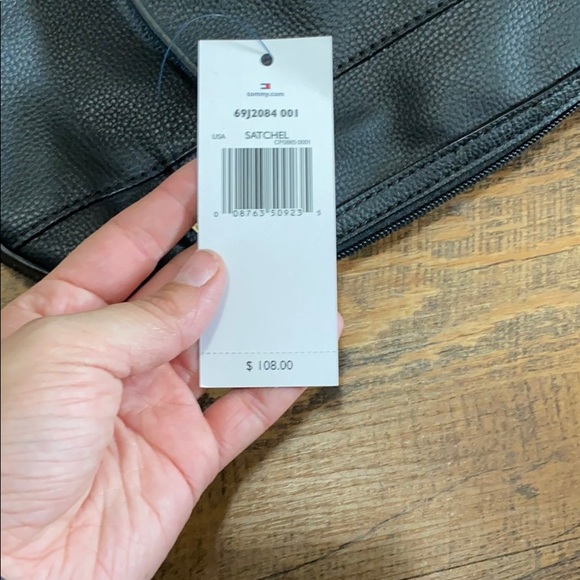 tommy.com
69J2084 001
USA SATCHEL
0 08763 50923 5
$ 108.00